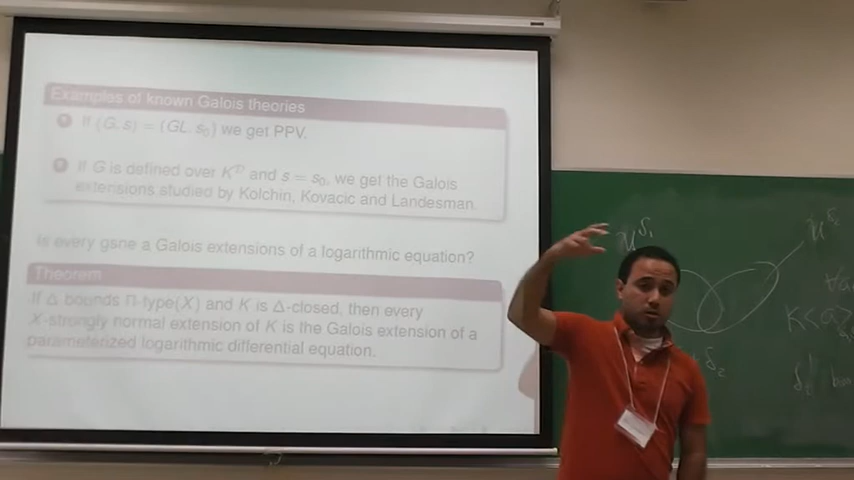 Examples of known Galois theories
If (G, s) = (GL, s₀) we get PPV.
If G is defined over K^D and s = s₀, we get the Galois
extensions studied by Kolchin, Kovacic and Landesman.
Is every gsne a Galois extensions of a logarithmic equation?
Theorem
If Δ bounds Π-type(X) and K is Δ-closed, then every
X-strongly normal extension of K is the Galois extension of a
parameterized logarithmic differential equation.